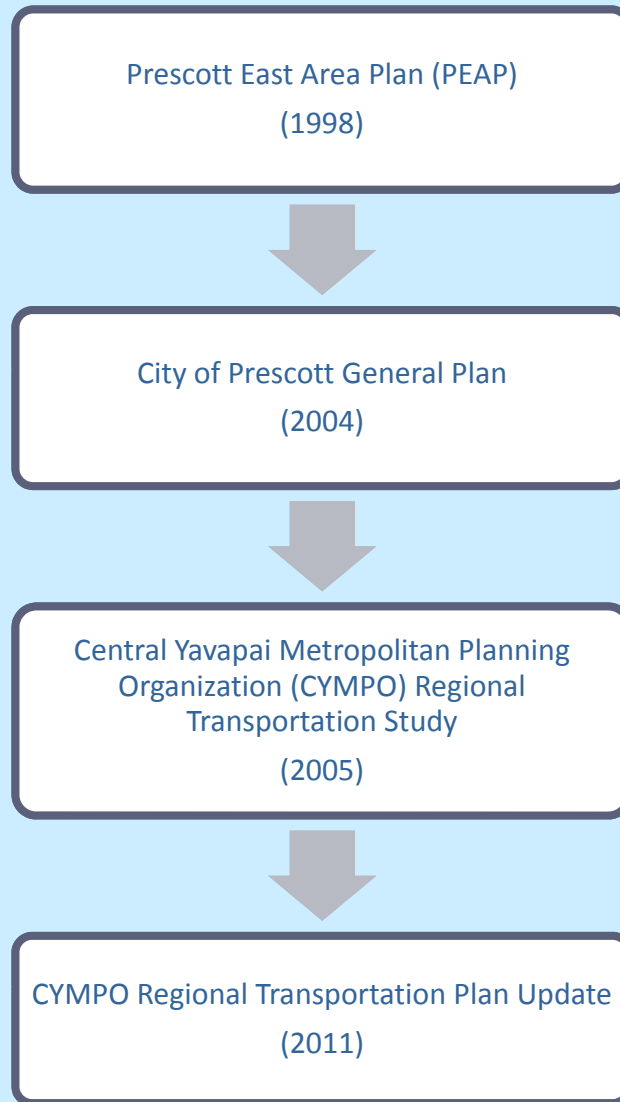 Prescott East Area Plan (PEAP)
(1998)
City of Prescott General Plan
(2004)
Central Yavapai Metropolitan Planning
Organization (CYMPO) Regional
Transportation Study
(2005)
CYMPO Regional Transportation Plan Update
(2011)